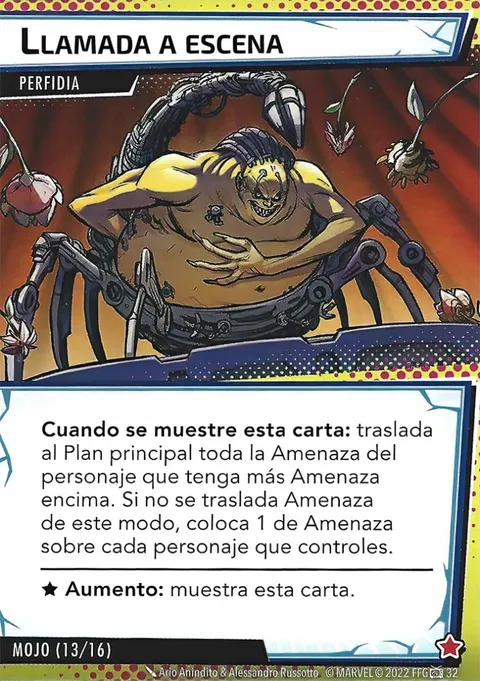 LLAMADA A ESCENA
PERFIDIA
Cuando se muestre esta carta: traslada
al Plan principal toda la Amenaza del
personaje que tenga más Amenaza
encima. Si no se traslada Amenaza
de este modo, coloca 1 de Amenaza
sobre cada personaje que controles.
★ Aumento: muestra esta carta.
MOJO (13/16)
Ario Anindito & Alessandro Russotto © MARVEL © 2022 FFG 32